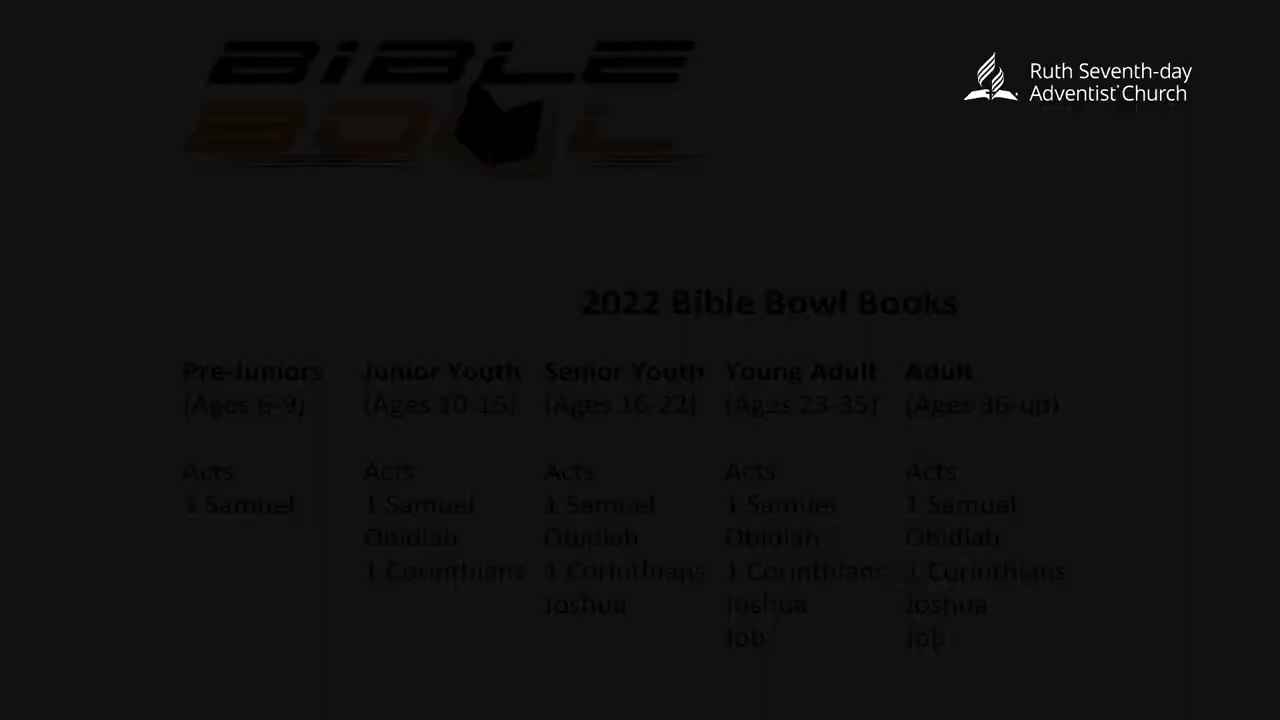 BIBLE
BOWL
Ruth Seventh-day
Adventist Church
2022 Bible Bowl Books
Pre-Juniors Junior Youth Senior Youth Young Adult Adult
(Ages 6-9) (Ages 10-15) (Ages 16-22) (Ages 23-35) (Ages 36-up)
Acts Acts Acts Acts Acts
1 Samuel 1 Samuel 1 Samuel 1 Samuel 1 Samuel
Obidiah Obidiah Obidiah Obidiah
1 Corinthians 1 Corinthians 1 Corinthians 1 Corinthians
Joshua Joshua Joshua
Job Job